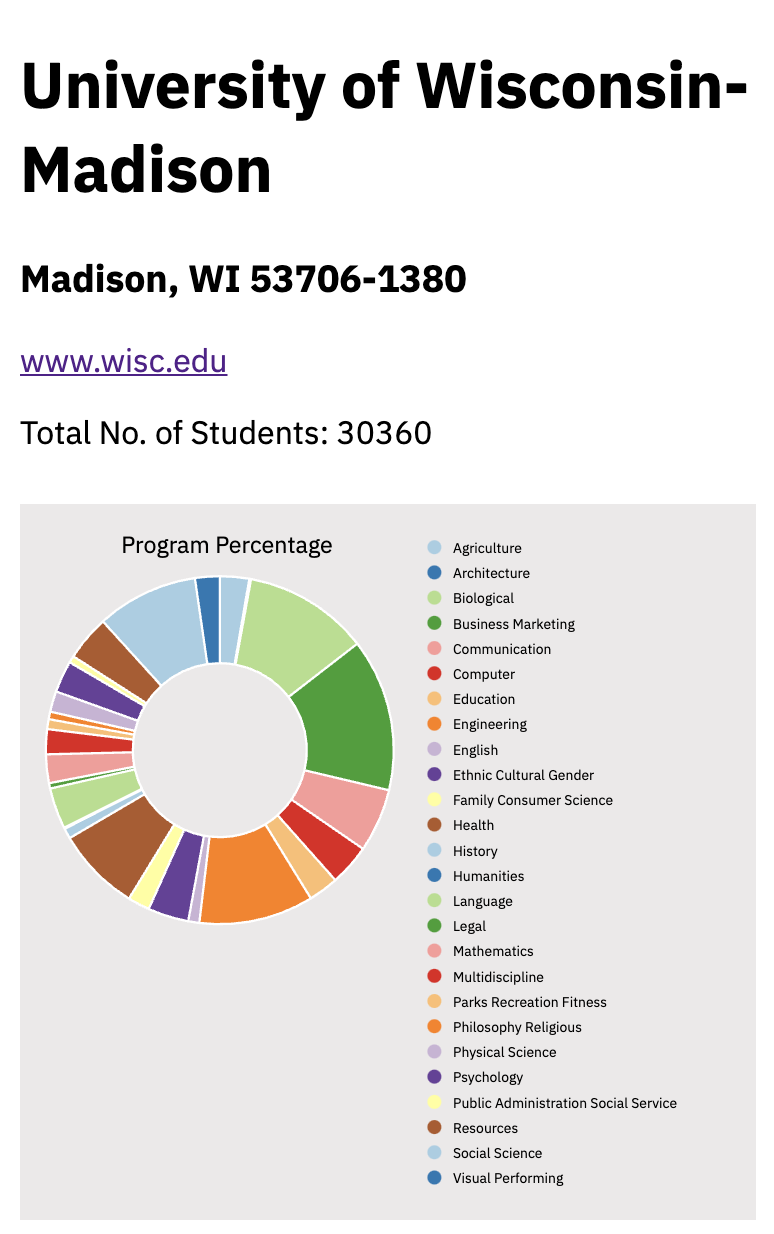 University of Wisconsin-
Madison
Madison, WI 53706-1380
www.wisc.edu
Total No. of Students: 30360
Program Percentage
Agriculture
Architecture
Biological
Business Marketing
Communication
Computer
Education
Engineering
English
Ethnic Cultural Gender
Family Consumer Science
Health
History
Humanities
Language
Legal
Mathematics
Multidiscipline
Parks Recreation Fitness
Philosophy Religious
Physical Science
Psychology
Public Administration Social Service
Resources
Social Science
Visual Performing